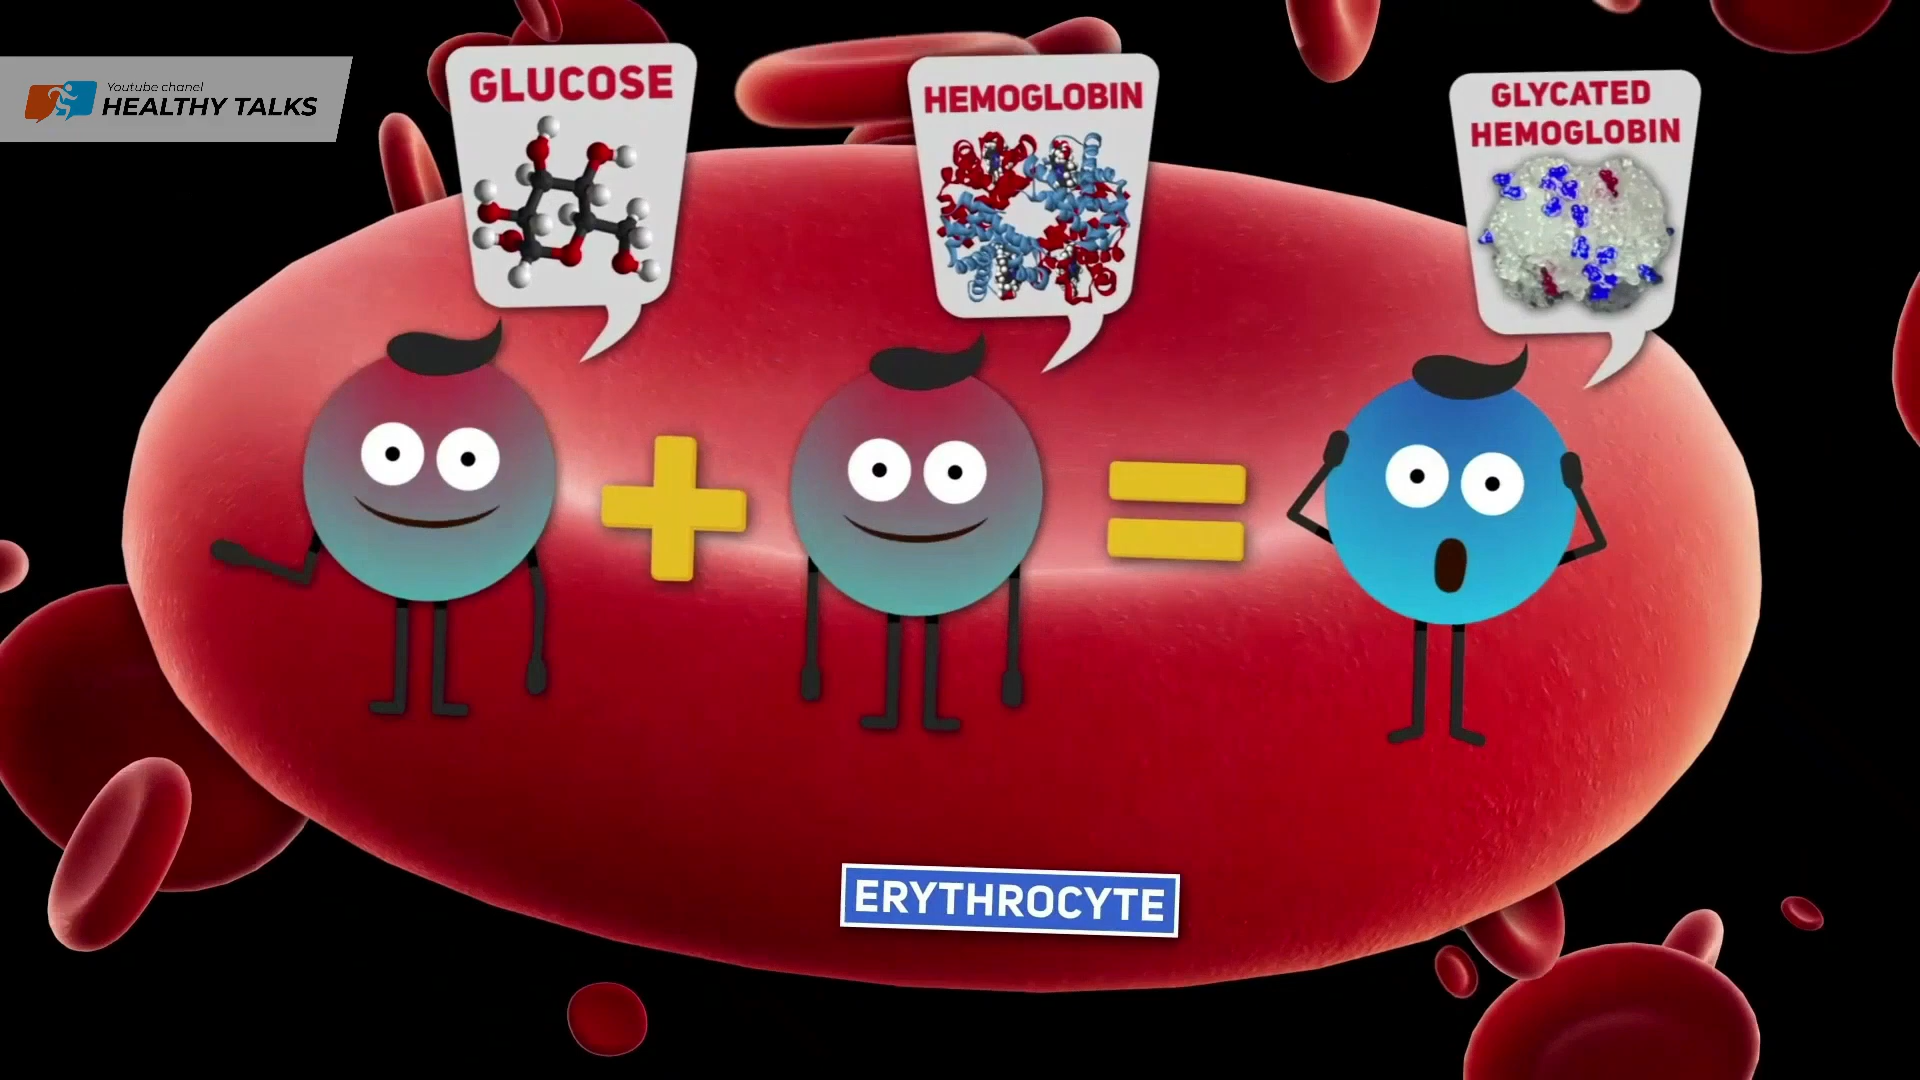 Youtube chanel
HEALTHY TALKS
GLUCOSE
HEMOGLOBIN
GLYCATED
HEMOGLOBIN
ERYTHROCYTE